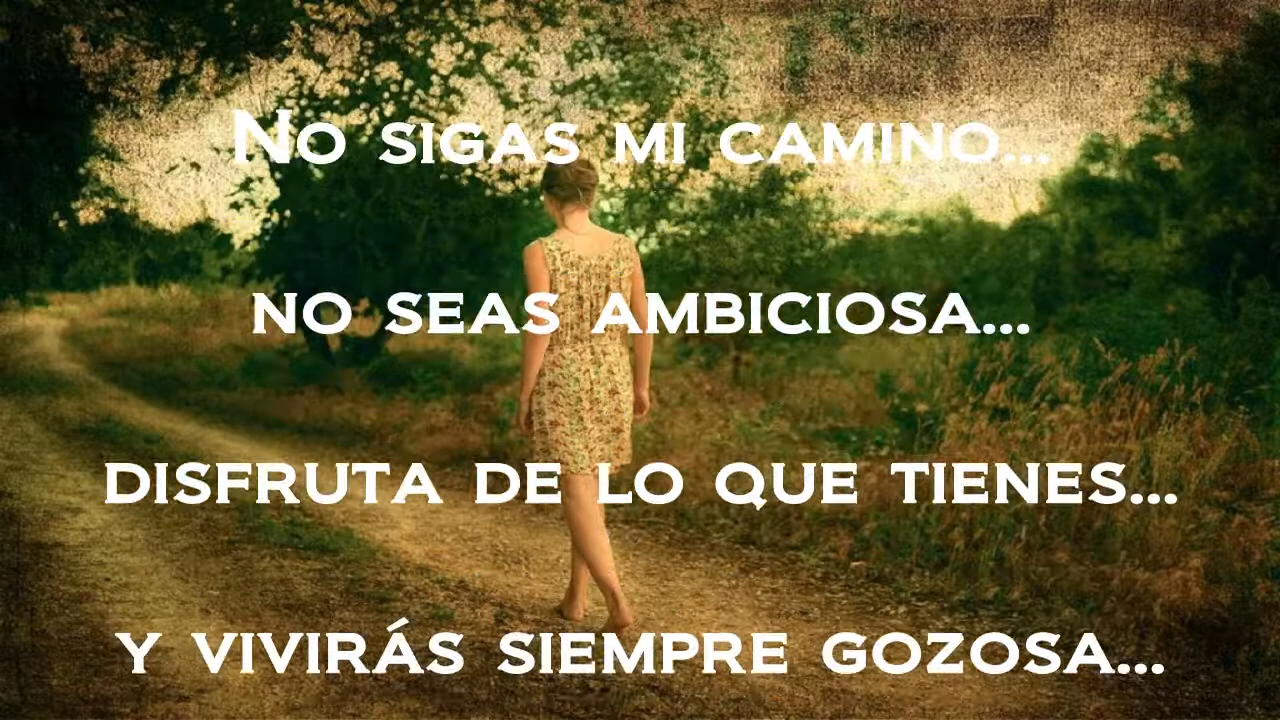 No sigas mi camino...
no seas ambiciosa...
disfruta de lo que tienes...
y vivirás siempre gozosa...